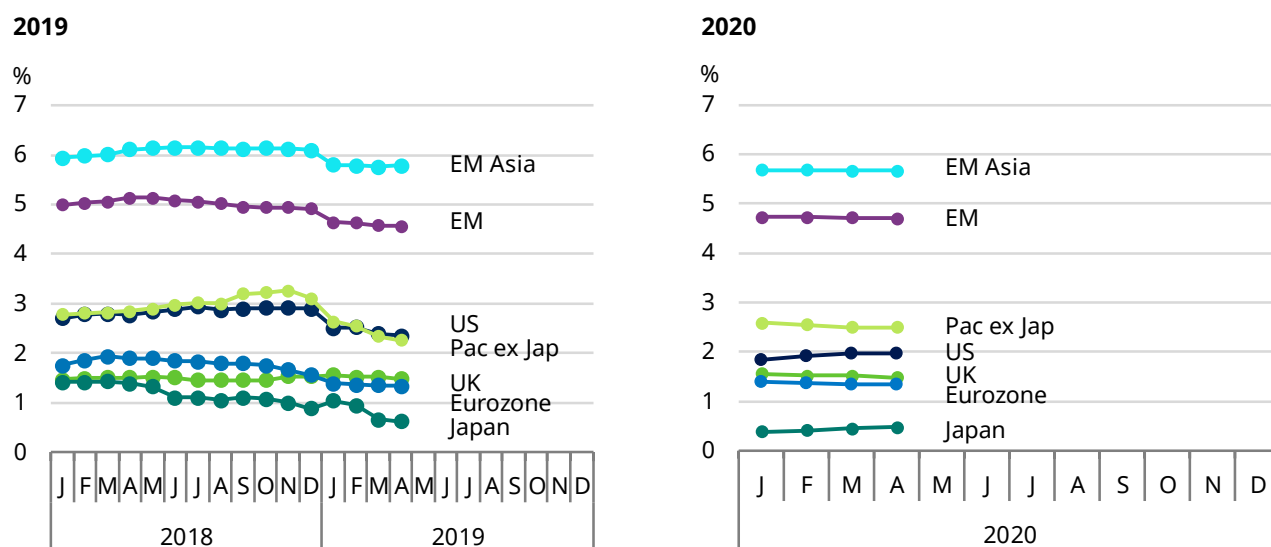 2019
%
7
6
5
4
3
2
1
0
EM Asia
EM
US
Pac ex Jap
UK
Eurozone
Japan
J F M A M J J A S O N D J F M A M J J A S O N D
2018 2019
2020
%
7
6
5
4
3
2
1
0
EM Asia
EM
Pac ex Jap
US
UK
Eurozone
Japan
J F M A M J J A S O N D
2020